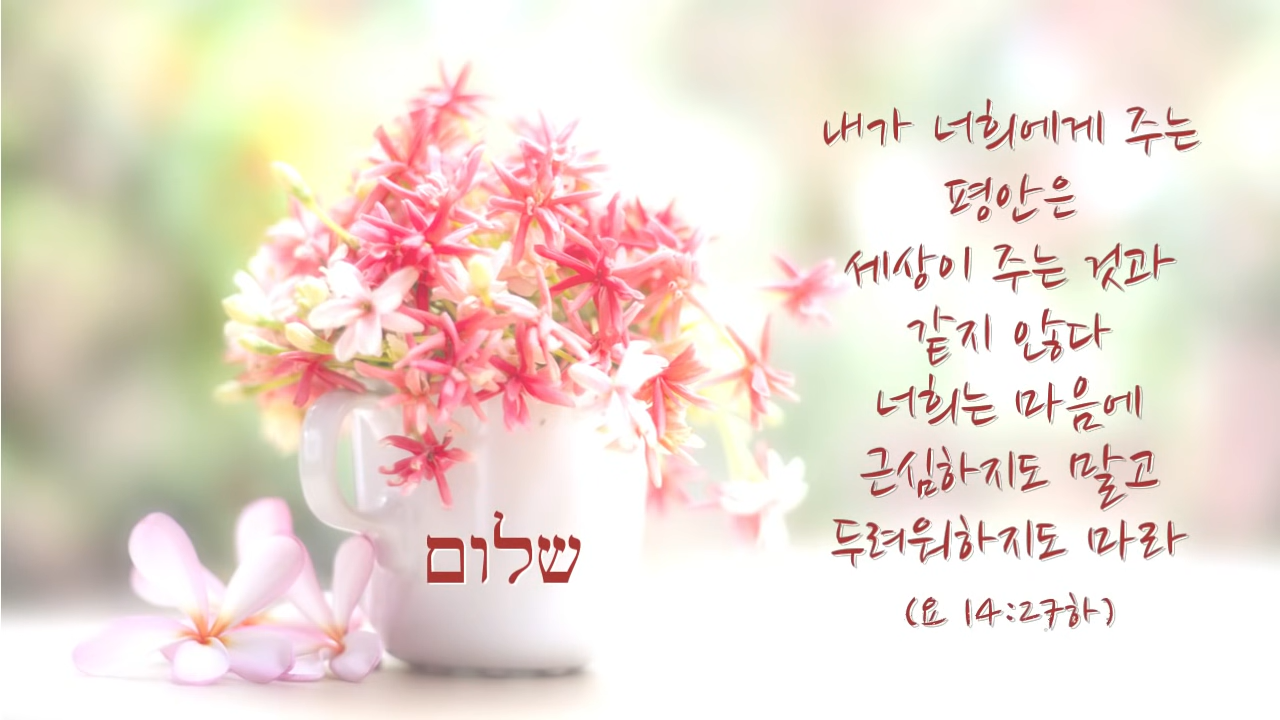 내가 너희에게 주는
평안은
세상이 주는 것과
같지 않다
너희는 마음에
근심하지도 말고
두려워하지도 마라
(요 14:27하)
שלום